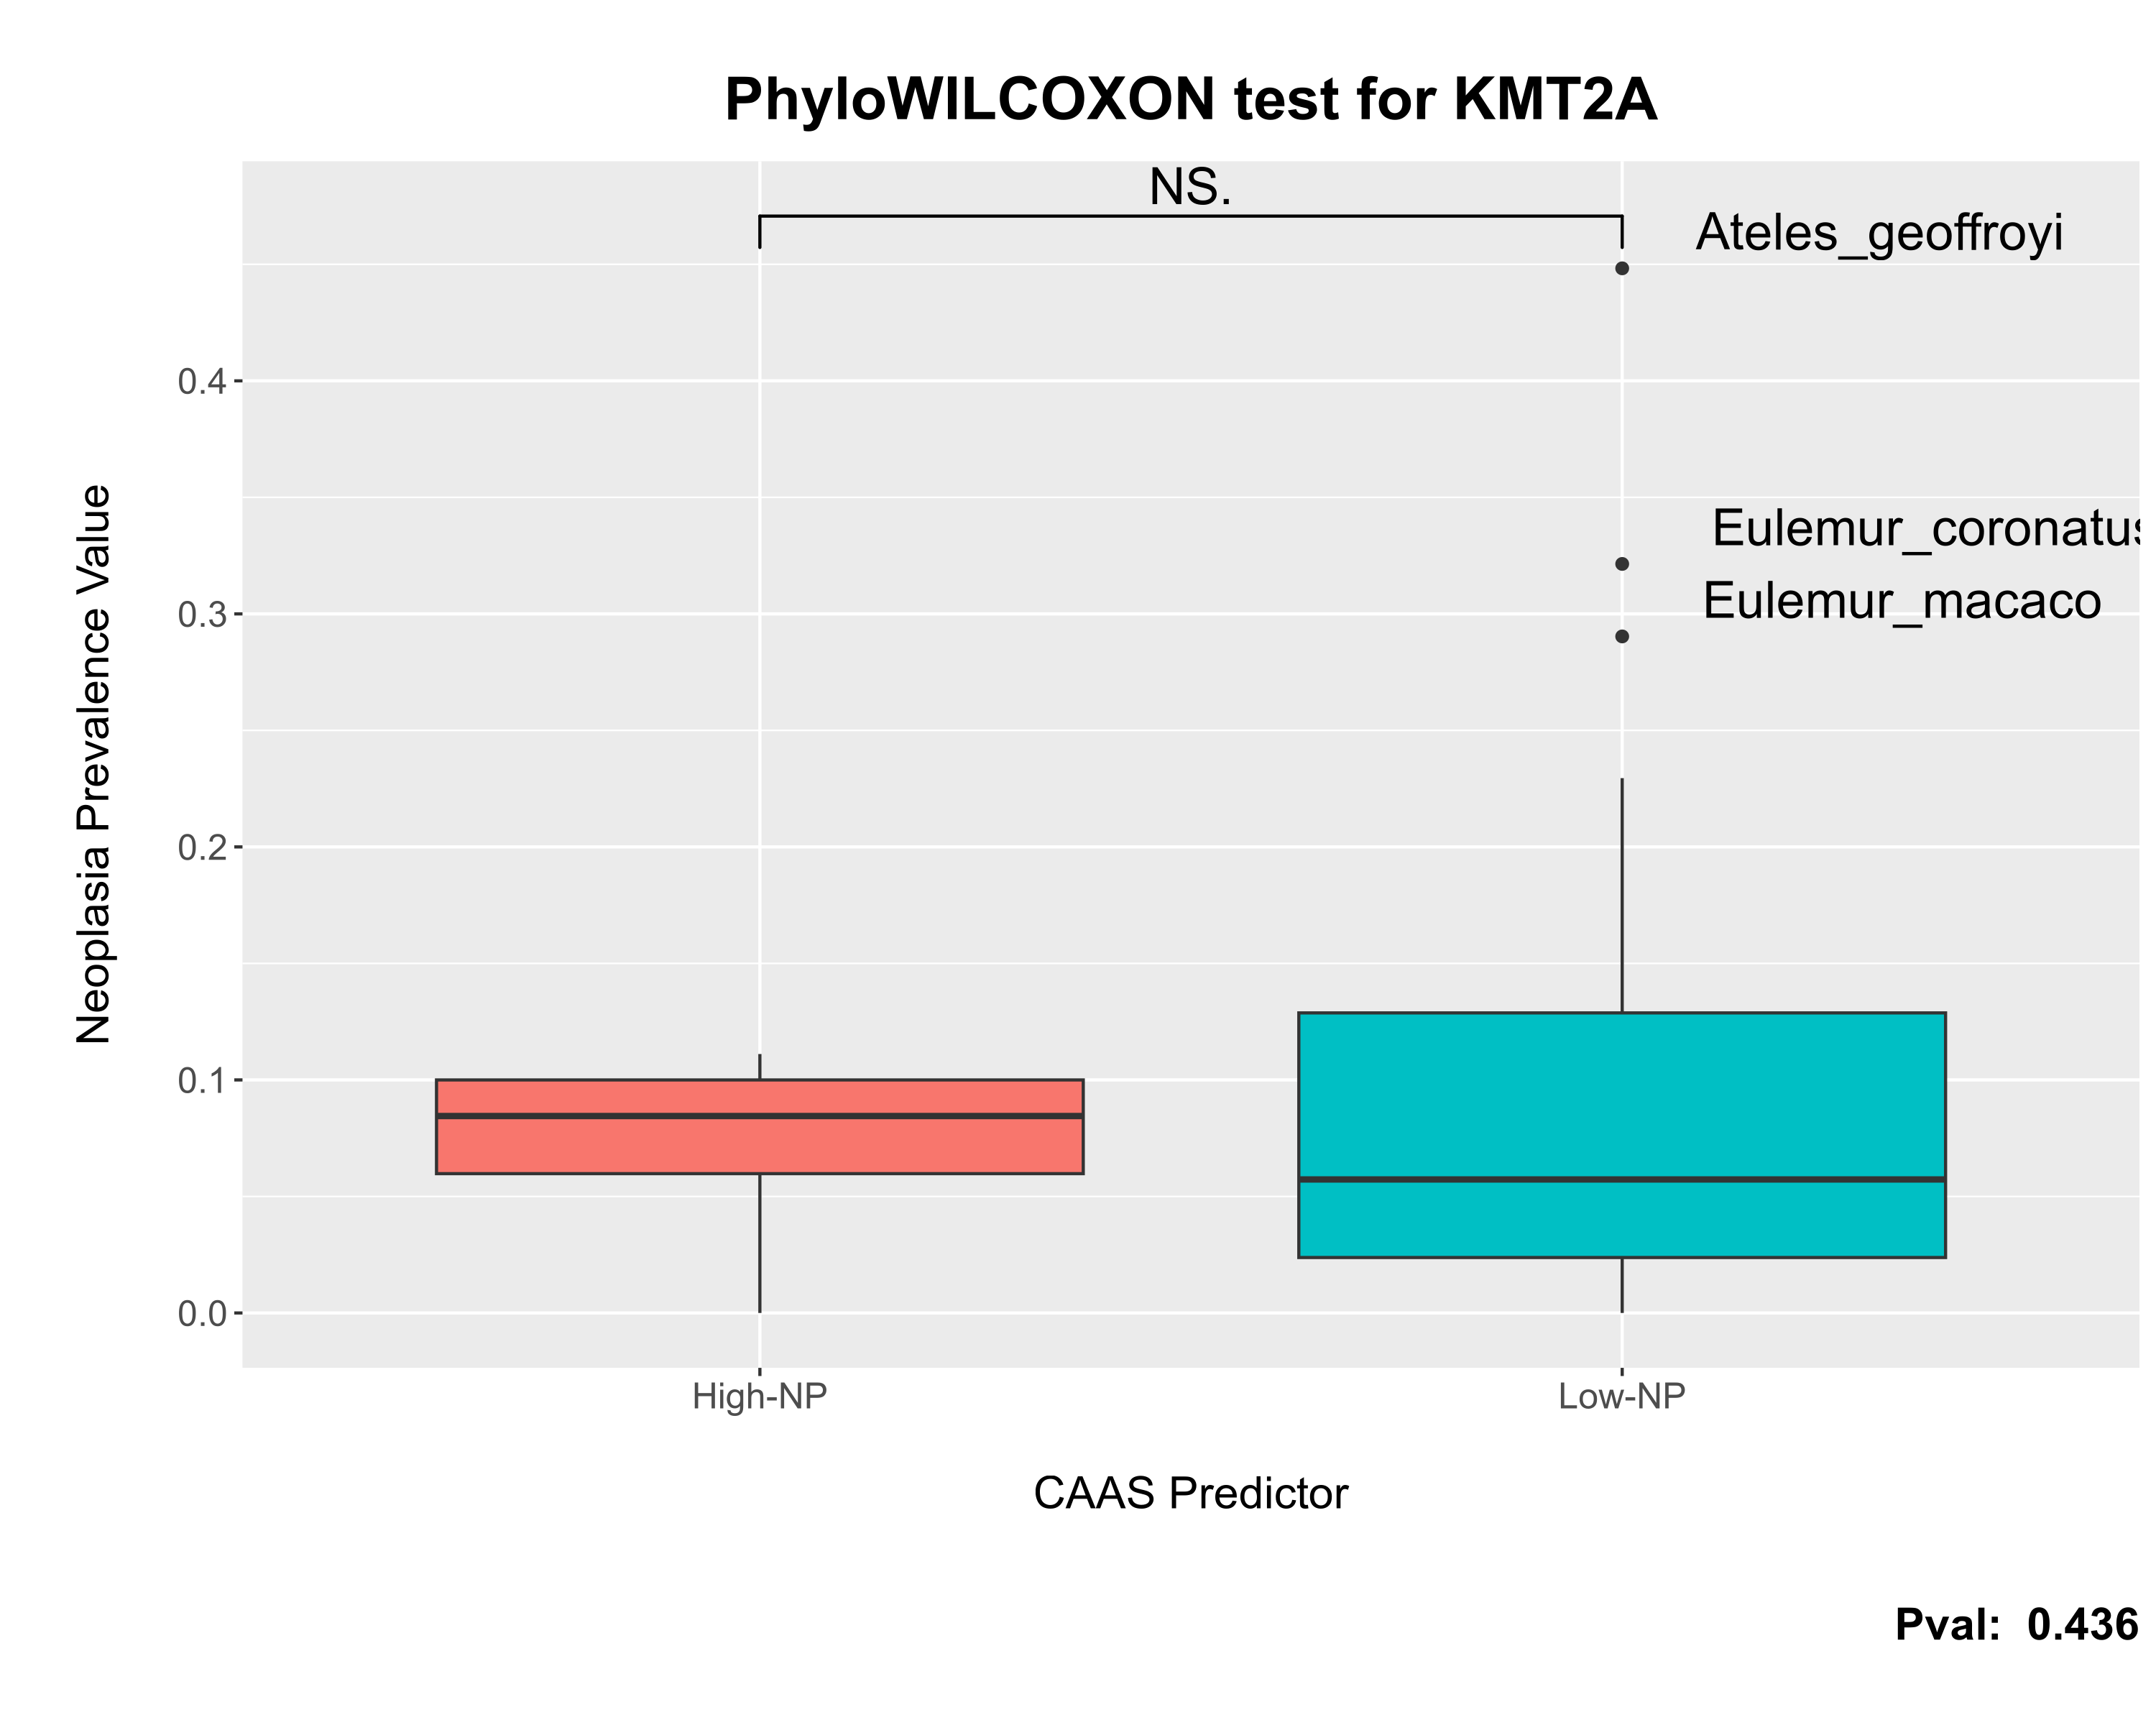 PhyloWILCOXON test for KMT2A
NS.
Ateles_geoffroyi
Eulemur_coronatus
Eulemur_macaco
Neoplasia Prevalence Value
0.4
0.3
0.2
0.1
0.0
High-NP
Low-NP
CAAS Predictor
Pval: 0.436